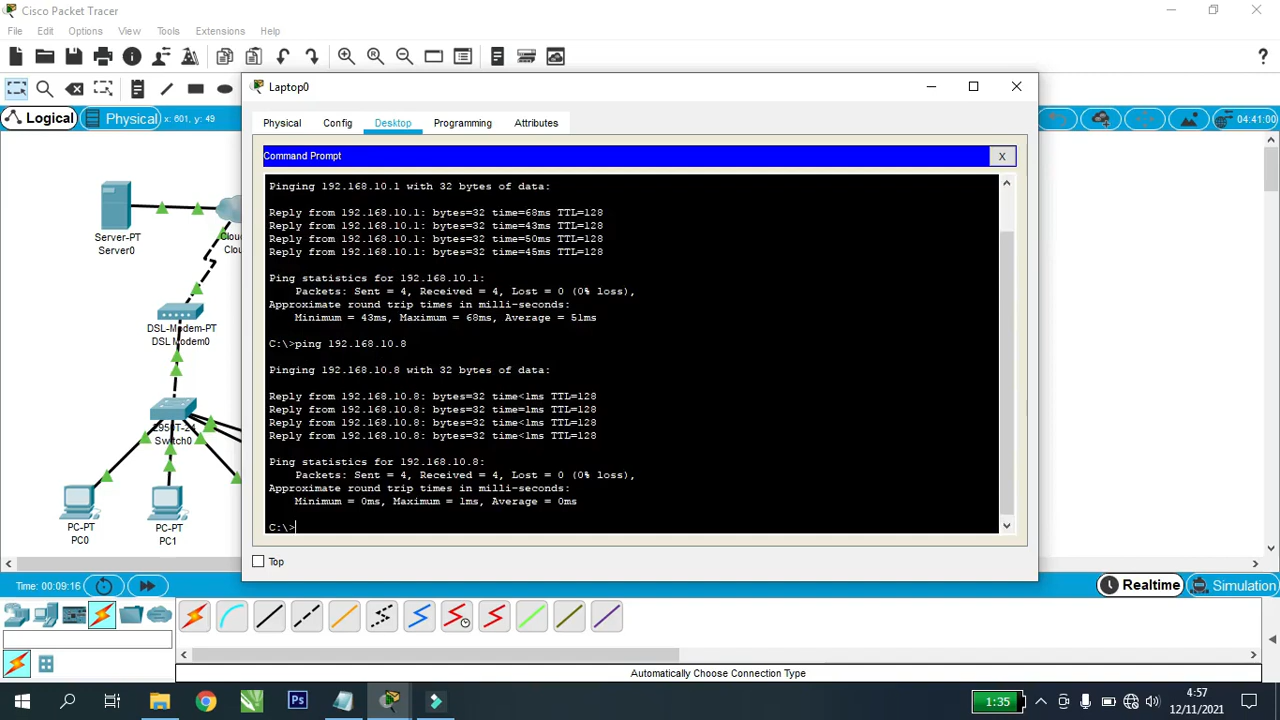 Cisco Packet Tracer
File Edit Options View Tools Extensions Help
?
Logical
Physical x: 601, y: 49
04:41:00
Laptop0
Physical Config Desktop Programming Attributes
Command Prompt
X
Pinging 192.168.10.1 with 32 bytes of data:
Reply from 192.168.10.1: bytes=32 time=68ms TTL=128
Reply from 192.168.10.1: bytes=32 time=43ms TTL=128
Reply from 192.168.10.1: bytes=32 time=50ms TTL=128
Reply from 192.168.10.1: bytes=32 time=45ms TTL=128
Ping statistics for 192.168.10.1:
Packets: Sent = 4, Received = 4, Lost = 0 (0% loss),
Approximate round trip times in milli-seconds:
Minimum = 43ms, Maximum = 68ms, Average = 51ms
C:\>ping 192.168.10.8
Pinging 192.168.10.8 with 32 bytes of data:
Reply from 192.168.10.8: bytes=32 time<1ms TTL=128
Reply from 192.168.10.8: bytes=32 time<1ms TTL=128
Reply from 192.168.10.8: bytes=32 time<1ms TTL=128
Reply from 192.168.10.8: bytes=32 time<1ms TTL=128
Ping statistics for 192.168.10.8:
Packets: Sent = 4, Received = 4, Lost = 0 (0% loss),
Approximate round trip times in milli-seconds:
Minimum = 0ms, Maximum = 1ms, Average = 0ms
C:\>
Top
Server-PT
Server0
Clou
Clou
DSL-Modem-PT
DSL Modem0
2950T-24
Switch0
PC-PT
PC0
PC-PT
PC1
Time: 00:09:16
Realtime
Simulation
Automatically Choose Connection Type
Ps
1:35
4:57
12/11/2021